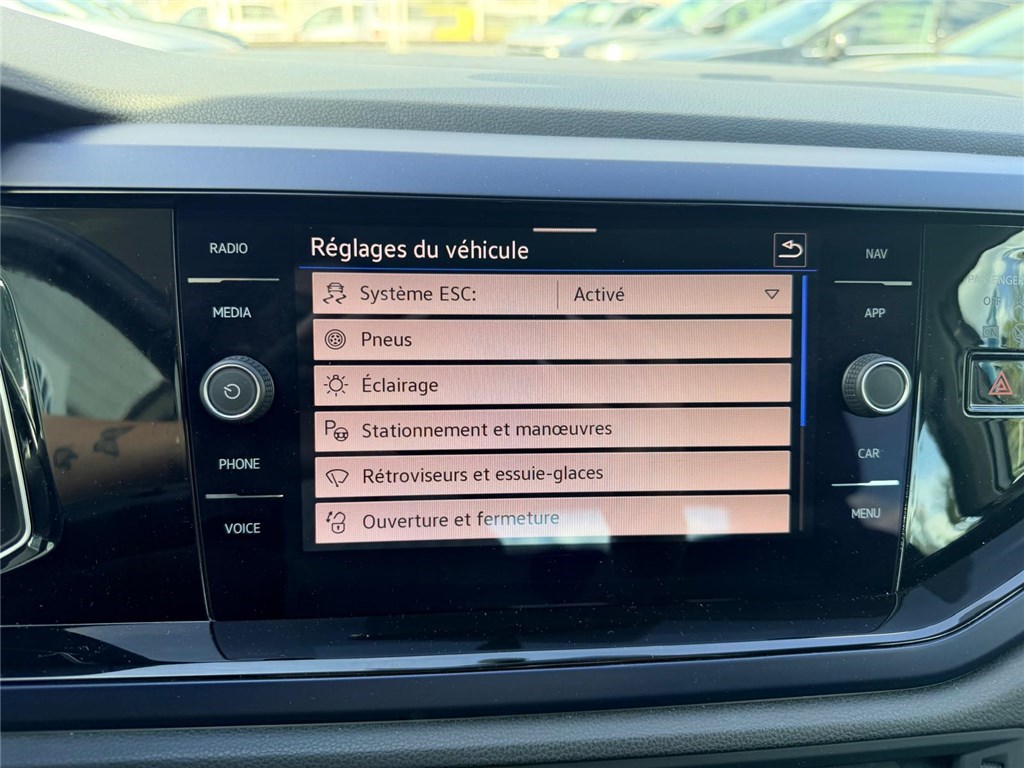 RADIO
MEDIA
PHONE
VOICE
Réglages du véhicule
Système ESC: Activé
Pneus
Éclairage
Stationnement et manœuvres
Rétroviseurs et essuie-glaces
Ouverture et fermeture
NAV
APP
CAR
MENU
OFF